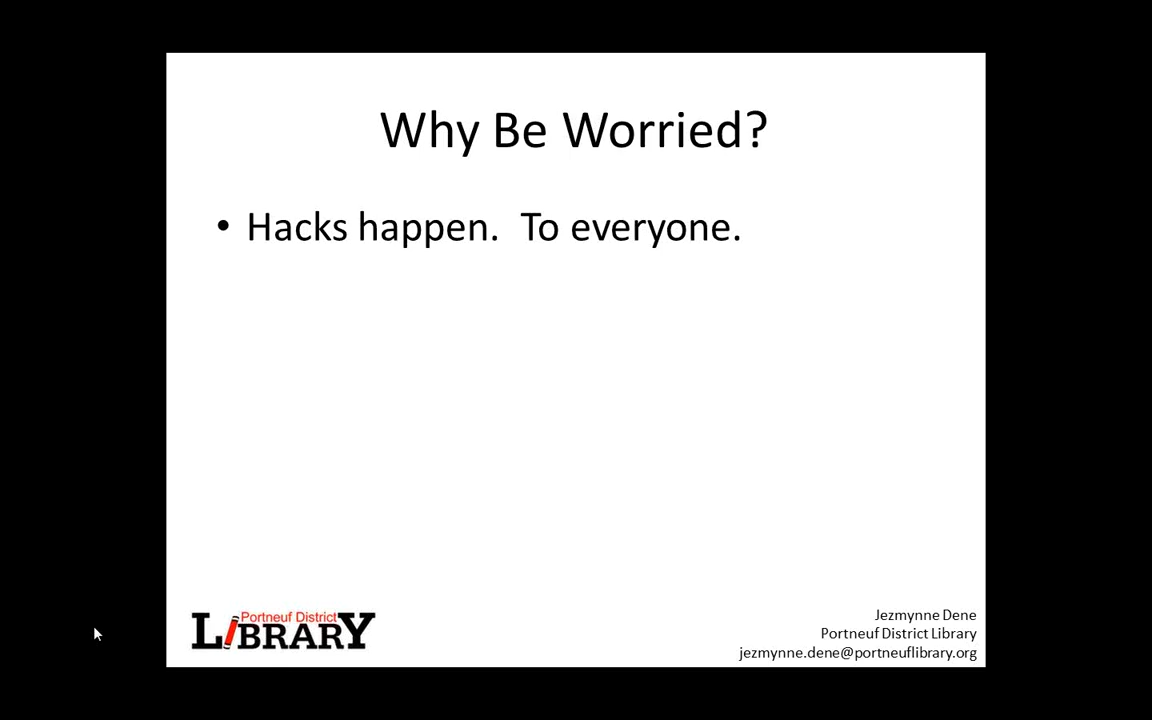 Why Be Worried?
• Hacks happen.  To everyone.
Portneuf District
LIBRARY
Jezmynne Dene
Portneuf District Library
jezmynne.dene@portneuflibrary.org